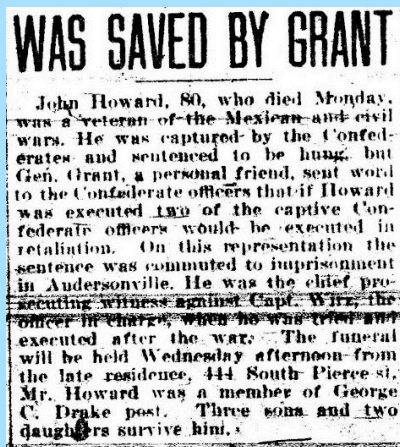 WAS SAVED BY GRANT
John Howard, 80, who died Monday,
was a veteran of the Mexican and civil
wars. He was captured by the Confed-
erates and sentenced to be hung, but
Gen. Grant, a personal friend, sent word
to the Confederate officers that if Howard
was executed two of the captive Con-
federate officers would be executed in
retaliation. On this representation the
sentence was commuted to imprisonment
in Andersonville. He was the chief pro-
secuting witness against Capt. Wirz, the
officer in charge, when he was tried and
executed after the war. The funeral
will be held Wednesday afternoon from
the late residence, 444 South Pierce st.
Mr. Howard was a member of George
C. Drake post. Three sons and two
daughters survive him.